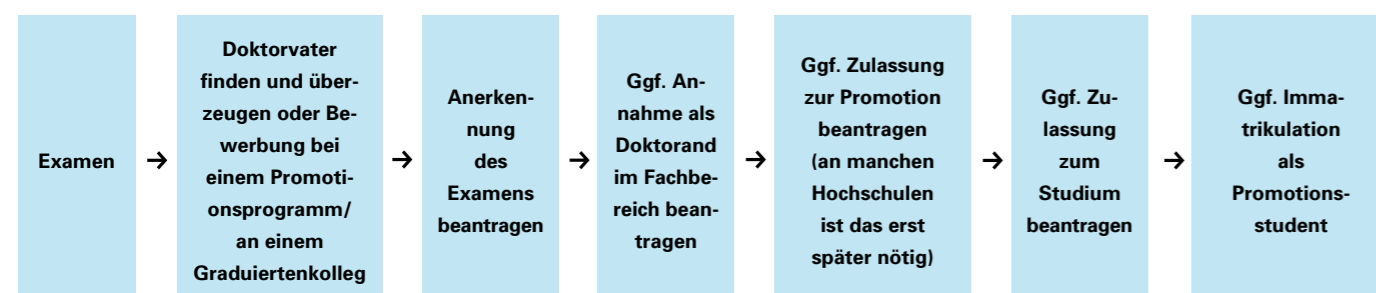 Examen
→
Doktorvater
finden und über-
zeugen oder Be-
werbung bei
einem Promoti-
onsprogramm/
an einem
Graduiertenkolleg
→
Anerken-
nung
des
Examens
beantragen
→
Ggf. An-
nahme als
Doktorand
im Fachbe-
reich bean-
tragen
→
Ggf. Zulassung
zur Promotion
beantragen
(an manchen
Hochschulen
ist das erst
später nötig)
→
Ggf. Zu-
lassung
zum
Studium
beantragen
→
Ggf. Imma-
trikulation
als
Promotions-
student